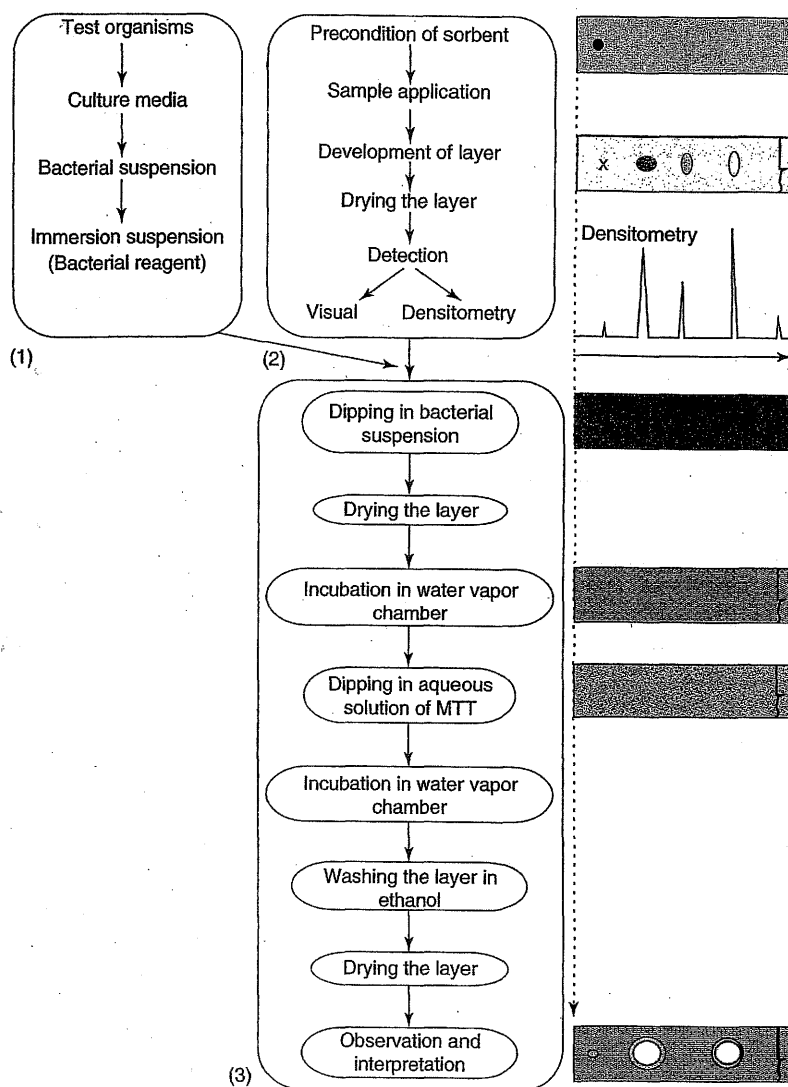 Test organisms
Culture media
Bacterial suspension
Immersion suspension
(Bacterial reagent)
(1)
Precondition of sorbent
Sample application
Development of layer
Drying the layer
Detection
Visual
Densitometry
(2)
x
Densitometry
Dipping in bacterial
suspension
Drying the layer
Incubation in water vapor
chamber
Dipping in aqueous
solution of MTT
Incubation in water vapor
chamber
Washing the layer in
ethanol
Drying the layer
Observation and
interpretation
(3)